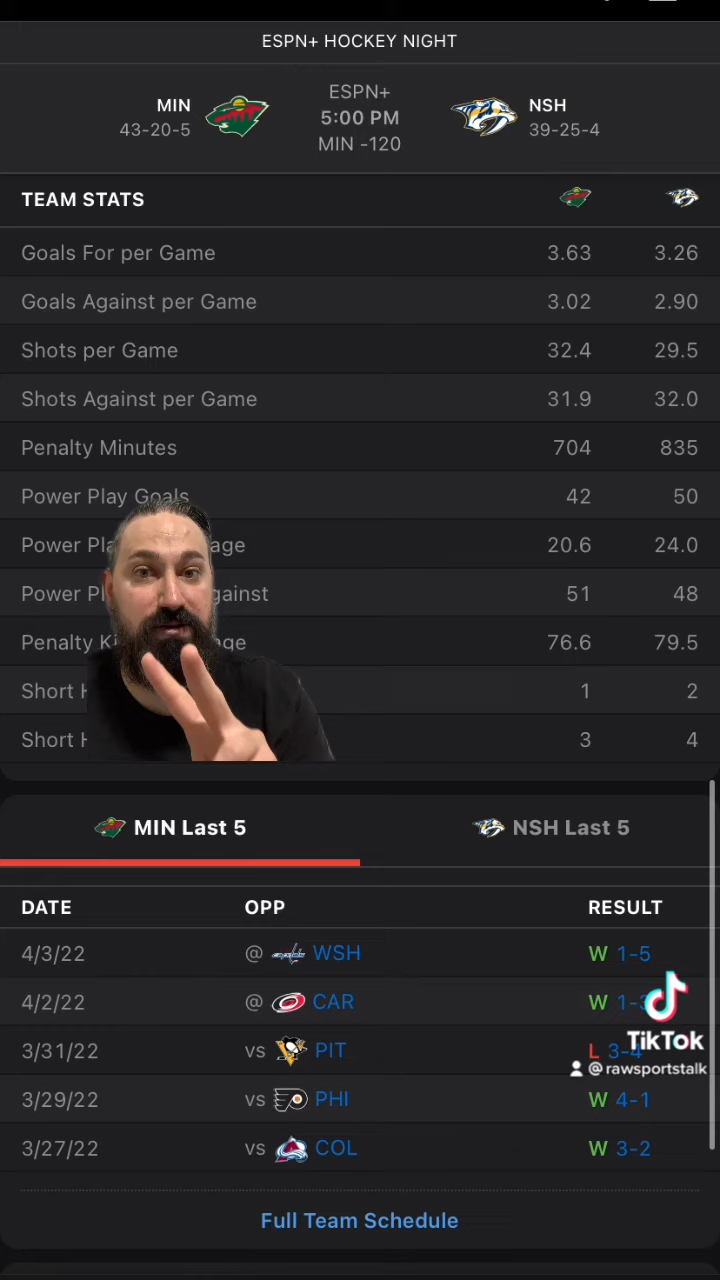 ESPN+ HOCKEY NIGHT
MIN
43-20-5
ESPN+
5:00 PM
MIN -120
NSH
39-25-4
TEAM STATS
Goals For per Game 3.63 3.26
Goals Against per Game 3.02 2.90
Shots per Game 32.4 29.5
Shots Against per Game 31.9 32.0
Penalty Minutes 704 835
Power Play Goals 42 50
Power Pla age 20.6 24.0
Power Pl gainst 51 48
Penalty Ki ge 76.6 79.5
Short H 1 2
Short H 3 4
MIN Last 5 NSH Last 5
DATE OPP RESULT
4/3/22 @ WSH W 1-5
4/2/22 @ CAR W 1-3
3/31/22 vs PIT L 3-4
3/29/22 vs PHI W 4-1
3/27/22 vs COL W 3-2
TikTok
@rawsportstalk
Full Team Schedule